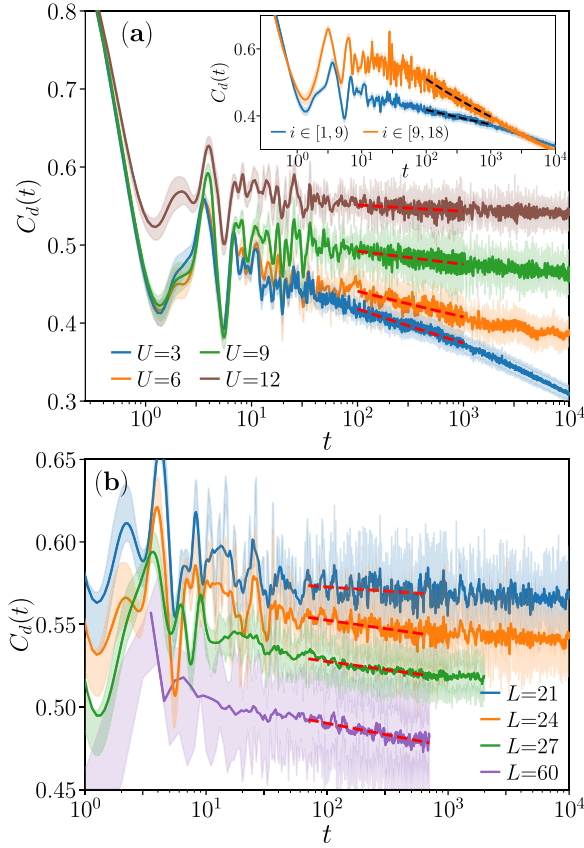 (a)
C_d(t)
0.8
0.7
0.6
0.5
0.4
0.3
10^0
10^1
10^2
10^3
10^4
t
U=3
U=9
U=6
U=12
C_d(t)
0.6
0.4
i ∈ [1, 9)
i ∈ [9, 18)
10^0
10^1
10^2
10^3
10^4
t
(b)
C_d(t)
0.65
0.60
0.55
0.50
0.45
10^0
10^1
10^2
10^3
10^4
t
L=21
L=24
L=27
L=60